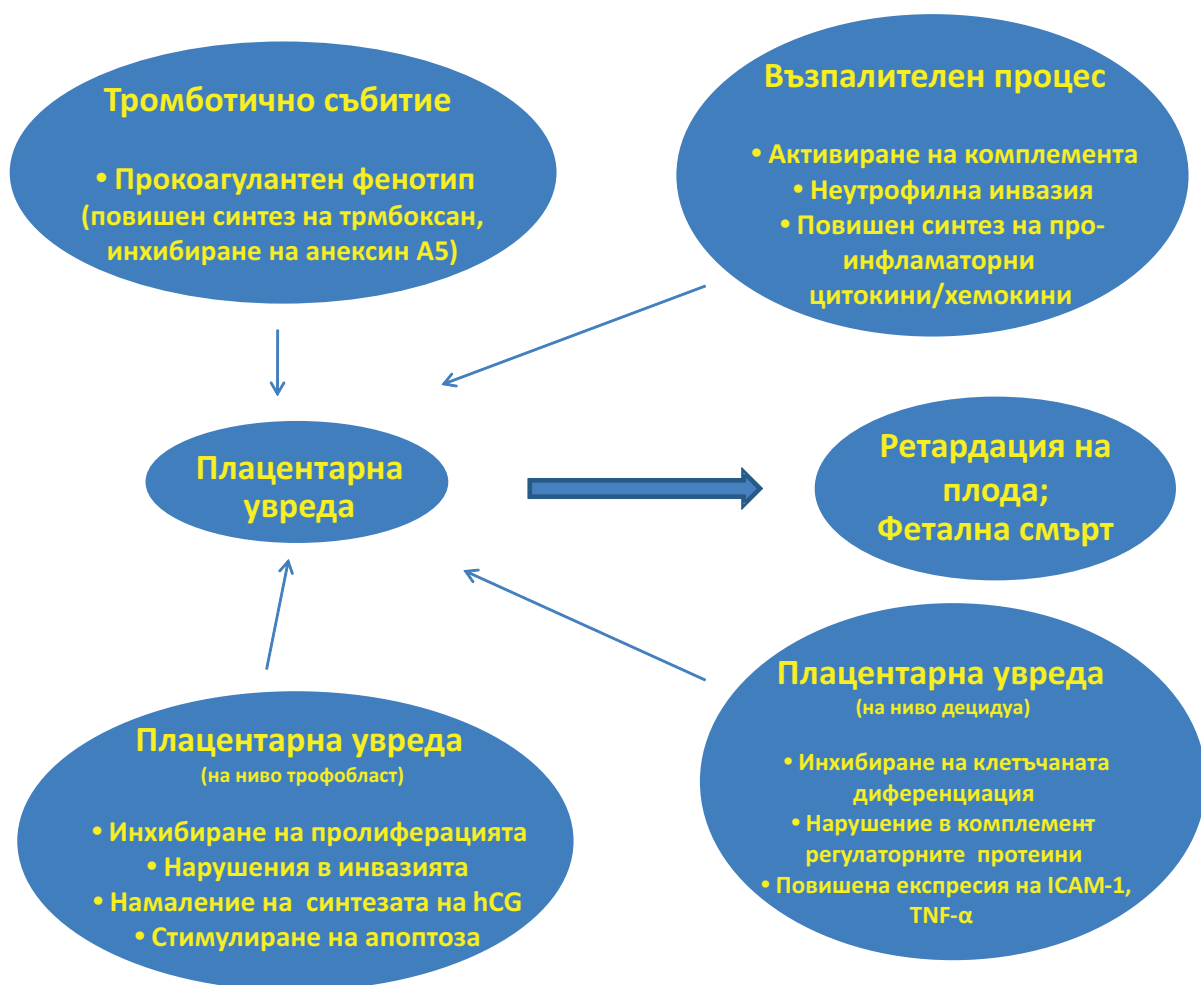 Тромботично събитие
• Прокоагулантен фенотип
(повишен синтез на трмбоксан,
инхибиране на анексин А5)
Възпалителен процес
• Активиране на комплемента
• Неутрофилна инвазия
• Повишен синтез на про-
инфламаторни
цитокини/хемокини
Плацентарна
увреда
Ретардация на
плода;
Фетална смърт
Плацентарна увреда
(на ниво трофобласт)
• Инхибиране на пролиферацията
• Нарушения в инвазията
• Намаление на синтезата на hCG
• Стимулиране на апоптоза
Плацентарна увреда
(на ниво децидуа)
• Инхибиране на клетъчаната
диференциация
• Нарушение в комплемент-
регулаторните протеини
• Повишена експресия на ICAM-1,
TNF-α